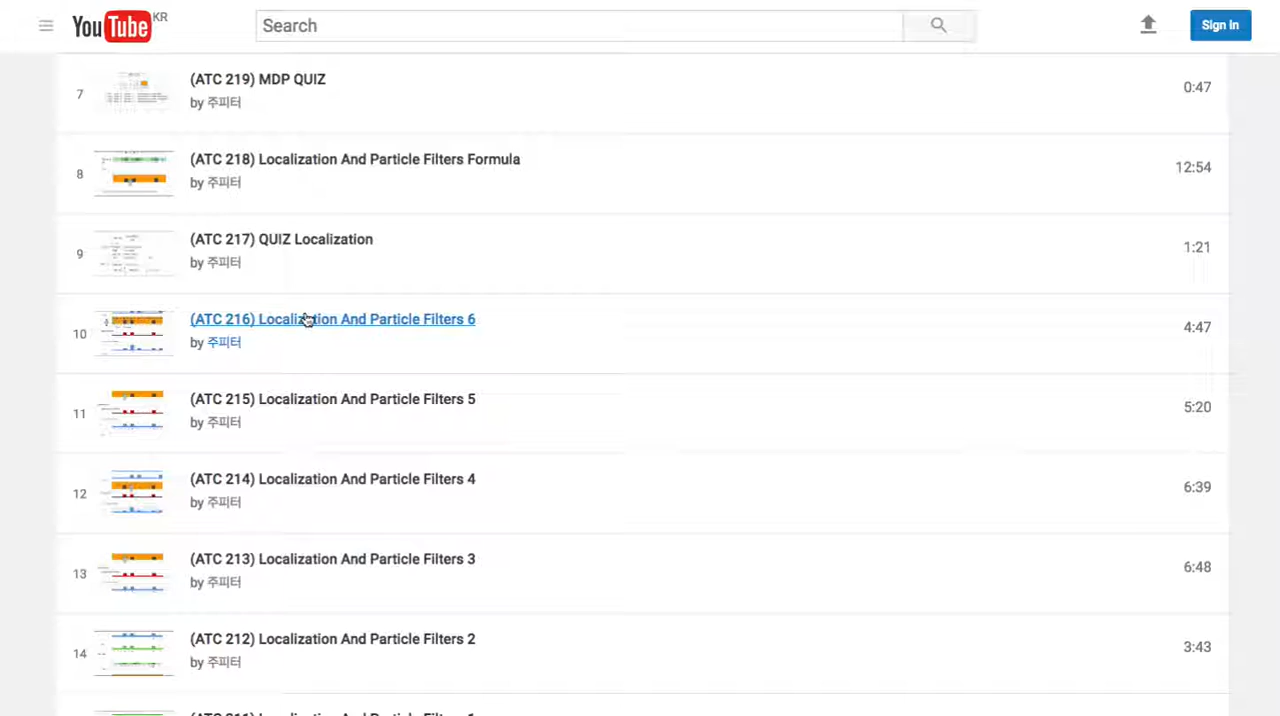 YouTube KR
Search
Sign In
7
(ATC 219) MDP QUIZ
by 주피터
0:47
8
(ATC 218) Localization And Particle Filters Formula
by 주피터
12:54
9
(ATC 217) QUIZ Localization
by 주피터
1:21
10
(ATC 216) Localization And Particle Filters 6
by 주피터
4:47
11
(ATC 215) Localization And Particle Filters 5
by 주피터
5:20
12
(ATC 214) Localization And Particle Filters 4
by 주피터
6:39
13
(ATC 213) Localization And Particle Filters 3
by 주피터
6:48
14
(ATC 212) Localization And Particle Filters 2
by 주피터
3:43